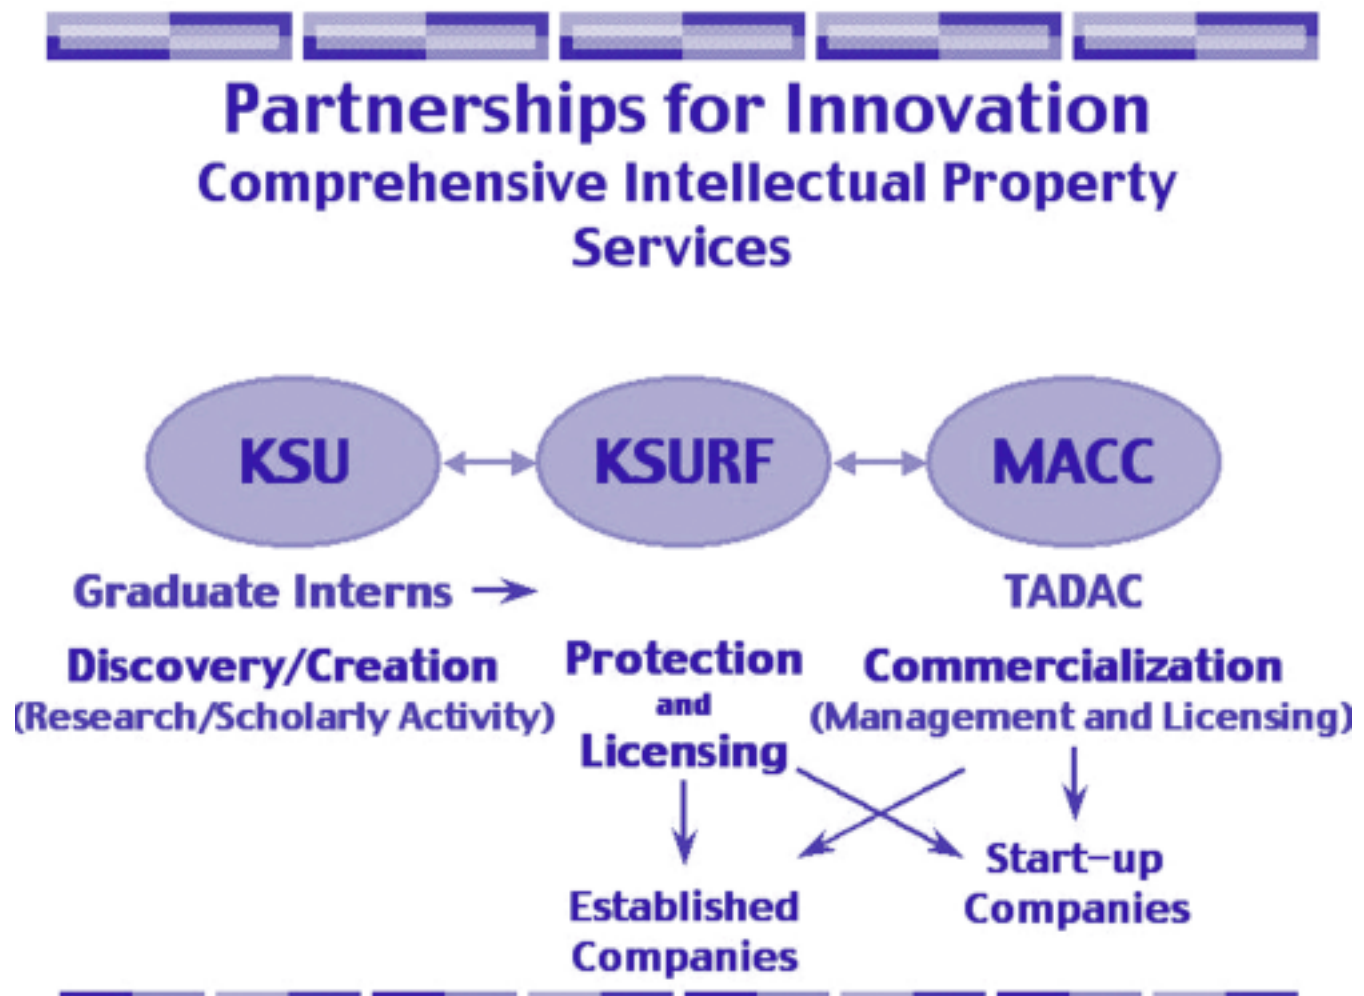 Partnerships for Innovation
Comprehensive Intellectual Property
Services
KSU
KSURF
MACC
Graduate Interns
TADAC
Discovery/Creation
(Research/Scholarly Activity)
Protection
and
Licensing
Commercialization
(Management and Licensing)
Established
Companies
Start-up
Companies